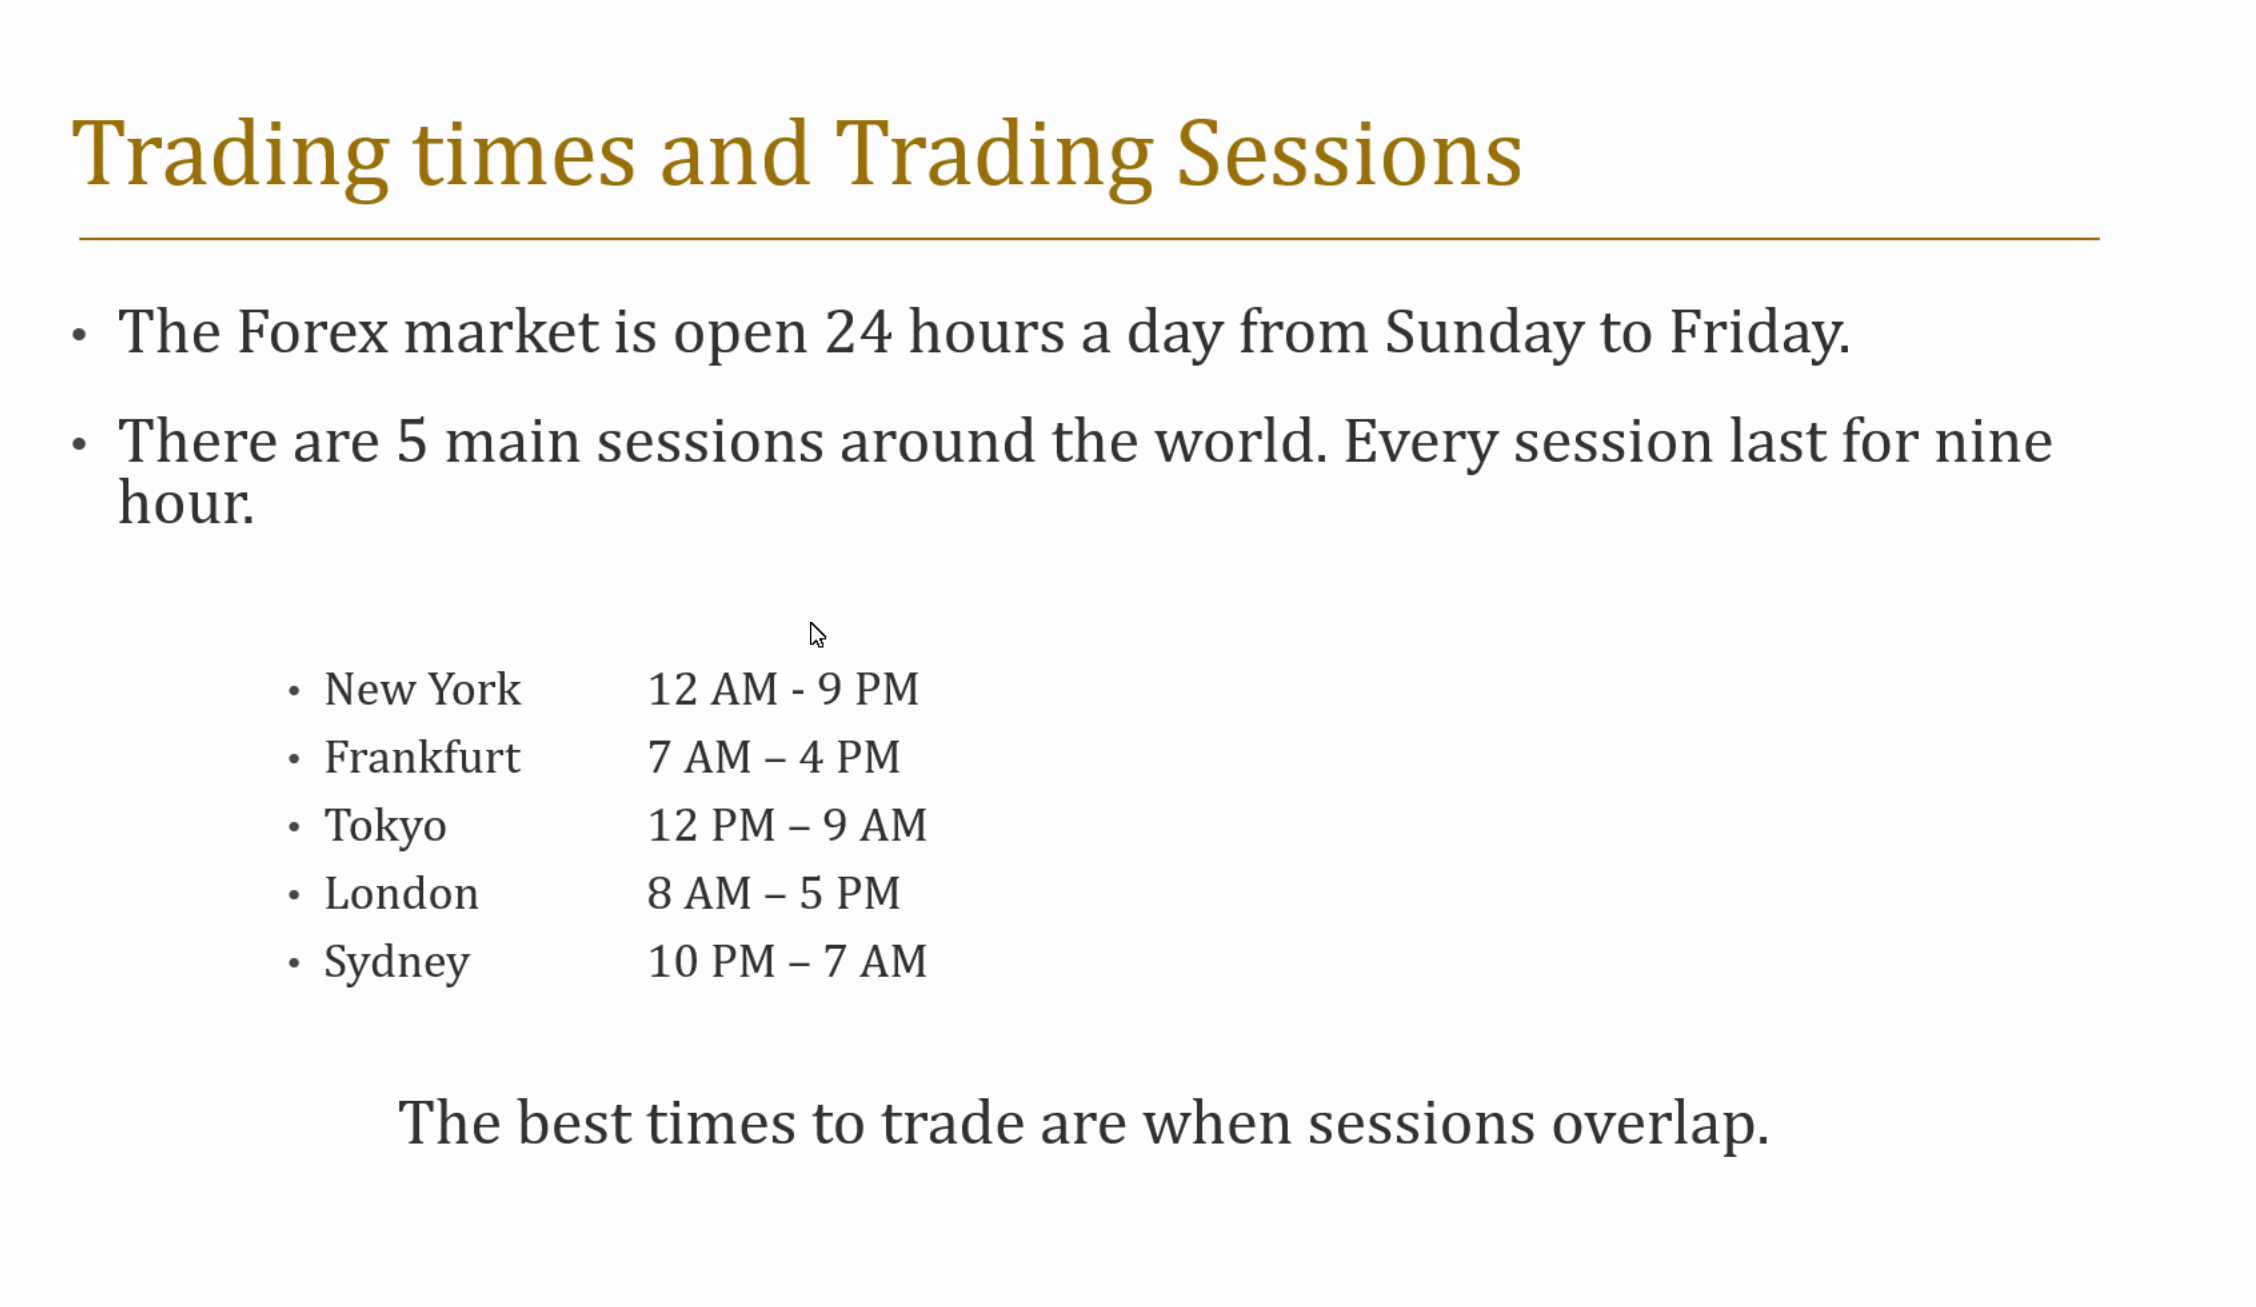 Trading times and Trading Sessions
• The Forex market is open 24 hours a day from Sunday to Friday.
• There are 5 main sessions around the world. Every session last for nine
hour.
• New York 12 AM - 9 PM
• Frankfurt 7 AM – 4 PM
• Tokyo 12 PM – 9 AM
• London 8 AM – 5 PM
• Sydney 10 PM – 7 AM
The best times to trade are when sessions overlap.